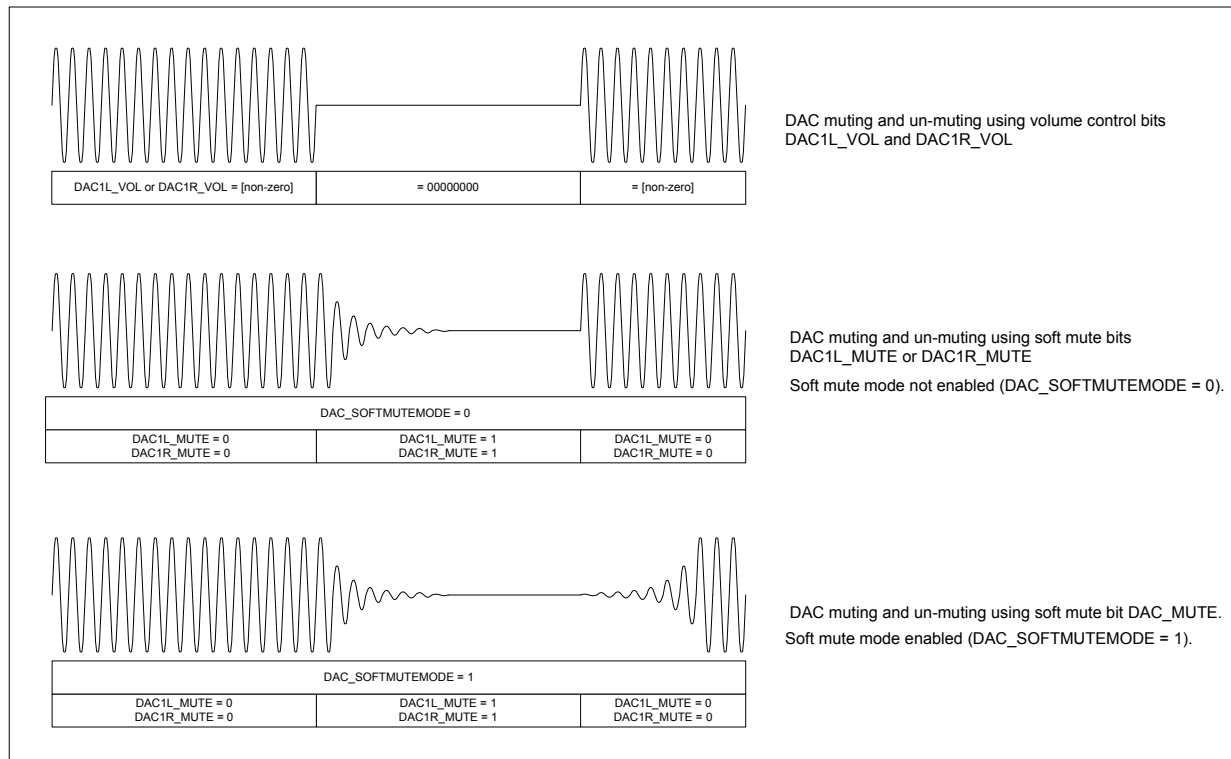 DAC muting and un-muting using volume control bits
DAC1L_VOL and DAC1R_VOL
DAC1L_VOL or DAC1R_VOL = [non-zero]
= 00000000
= [non-zero]
DAC muting and un-muting using soft mute bits
DAC1L_MUTE or DAC1R_MUTE
Soft mute mode not enabled (DAC_SOFTMUTEMODE = 0).
DAC_SOFTMUTEMODE = 0
DAC1L_MUTE = 0
DAC1R_MUTE = 0
DAC1L_MUTE = 1
DAC1R_MUTE = 1
DAC1L_MUTE = 0
DAC1R_MUTE = 0
DAC muting and un-muting using soft mute bit DAC_MUTE.
Soft mute mode enabled (DAC_SOFTMUTEMODE = 1).
DAC_SOFTMUTEMODE = 1
DAC1L_MUTE = 0
DAC1R_MUTE = 0
DAC1L_MUTE = 1
DAC1R_MUTE = 1
DAC1L_MUTE = 0
DAC1R_MUTE = 0